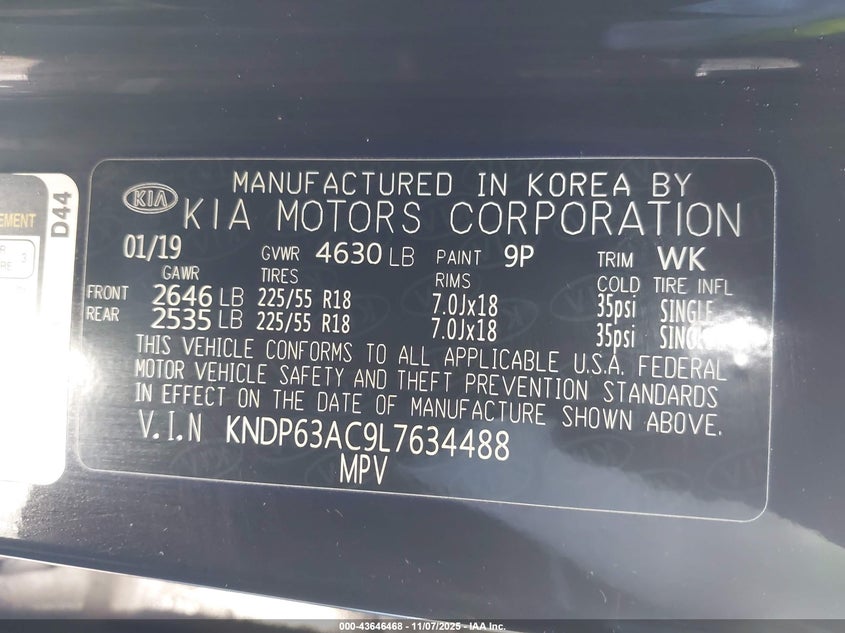 MANUFACTURED IN KOREA BY
KIA KIA MOTORS CORPORATION
01/19 GVWR 4630 LB PAINT 9P TRIM WK
GAWR TIRES RIMS COLD TIRE INFL
FRONT 2646 LB 225/55 R18 7.0Jx18 35psi SINGLE
REAR 2535 LB 225/55 R18 7.0Jx18 35psi SINGLE
THIS VEHICLE CONFORMS TO ALL APPLICABLE U.S.A. FEDERAL
MOTOR VEHICLE SAFETY AND THEFT PREVENTION STANDARDS
IN EFFECT ON THE DATE OF MANUFACTURE SHOWN ABOVE.
V.I.N KNDP63AC9L7634488
MPV
D44
000-43646468 - 11/07/2025 - IAA Inc.